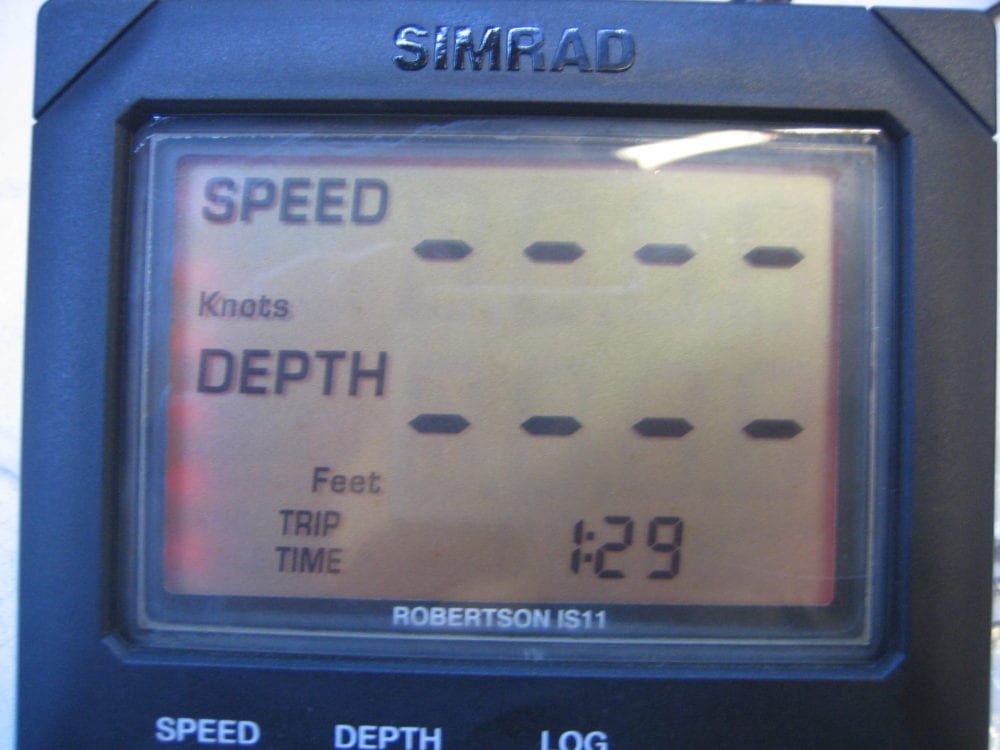 SIMRAD
SPEED
- - - -
Knots
DEPTH
- - - -
Feet
TRIP
TIME 1:29
ROBERTSON IS11
SPEED DEPTH LOG